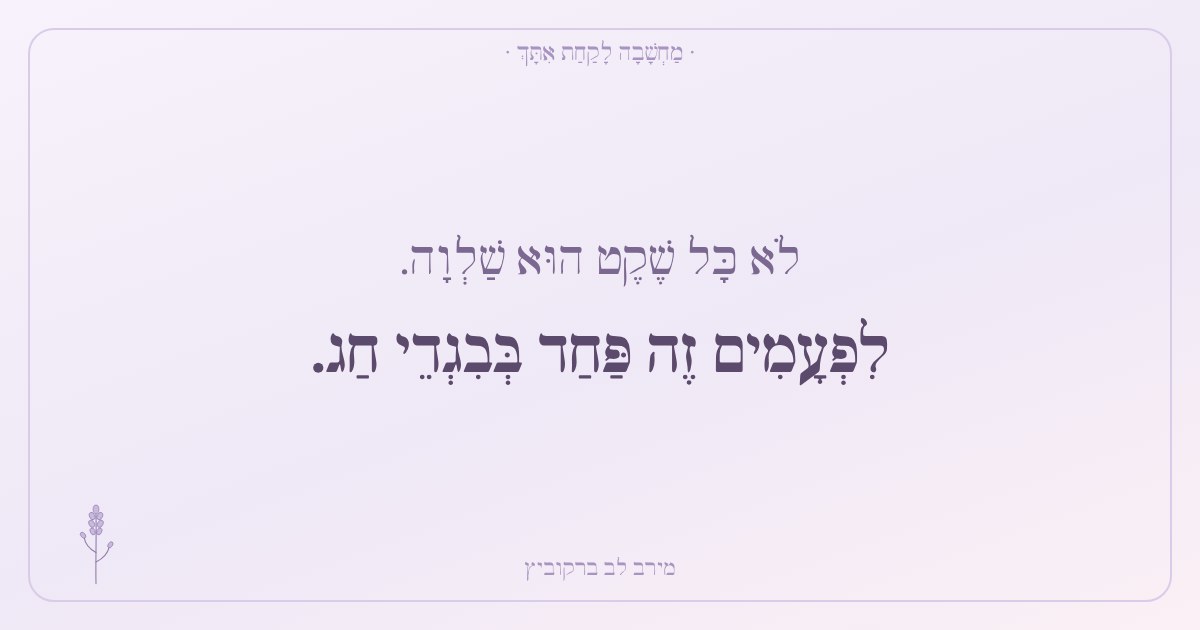 · מַחְשָׁבָה לָקַחַת אִתָּךְ ·
לֹא כָּל שֶׁקֶט הוּא שַׁלְוָה.
לִפְעָמִים זֶה פַּחַד בְּבִגְדֵי חַג.
מירב לב ברקוביץ